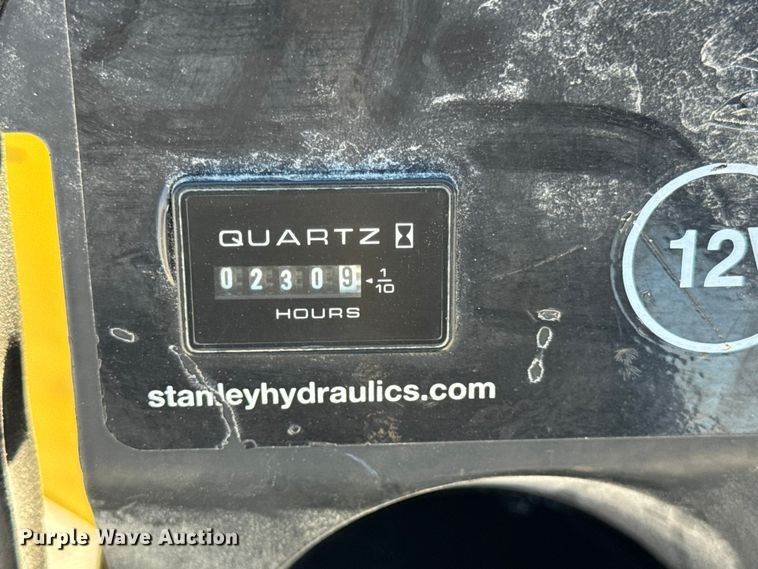 QUARTZ
02309 1/10
HOURS
12V
stanleyhydraulics.com
Purple Wave Auction